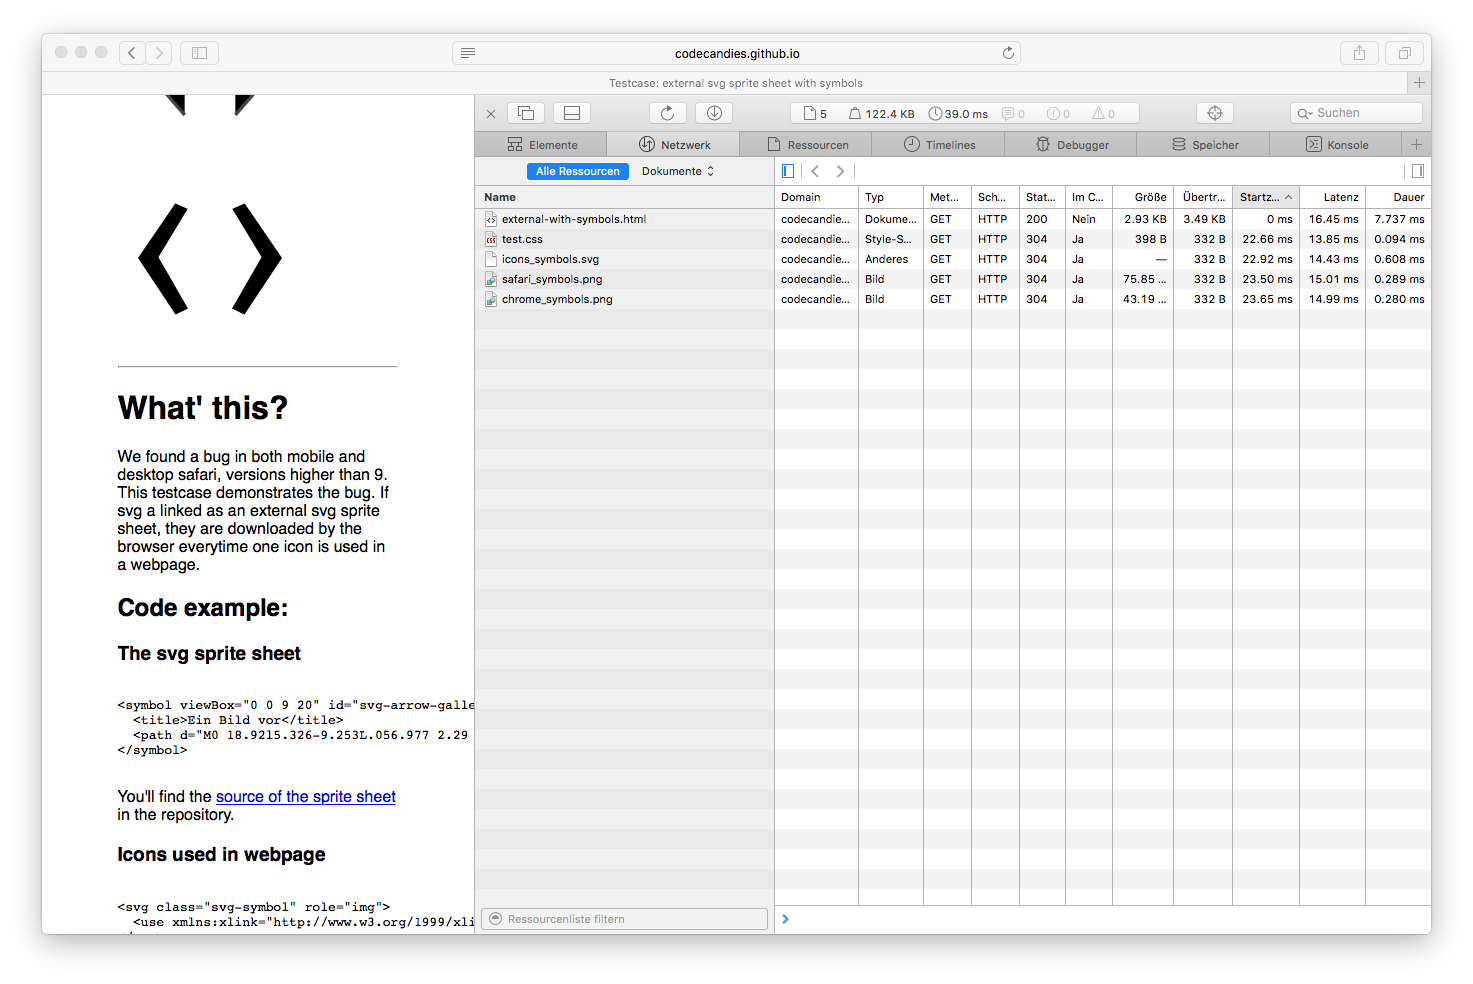 codecandies.github.io
Testcase: external svg sprite sheet with symbols
What' this?
We found a bug in both mobile and
desktop safari, versions higher than 9.
This testcase demonstrates the bug. If
svg a linked as an external svg sprite
sheet, they are downloaded by the
browser everytime one icon is used in
a webpage.
Code example:
The svg sprite sheet
<symbol viewBox="0 0 9 20" id="svg-arrow-galle
<title>Ein Bild vor</title>
<path d="M0 18.92l5.326-9.253L.056.977 2.29
</symbol>
You'll find the source of the sprite sheet
in the repository.
Icons used in webpage
<svg class="svg-symbol" role="img">
<use xmlns:xlink="http://www.w3.org/1999/xli
5 122.4 KB 39.0 ms 0 0 0 Suchen
Elemente Netzwerk Ressourcen Timelines Debugger Speicher Konsole
Alle Ressourcen Dokumente
Name Domain Typ Met... Sch... Stat... Im C... Größe Übertr... Startz... Latenz Dauer
external-with-symbols.html codecandie... Dokume... GET HTTP 200 Nein 2.93 KB 3.49 KB 0 ms 16.45 ms 7.737 ms
test.css codecandie... Style-S... GET HTTP 304 Ja 398 B 332 B 22.66 ms 13.85 ms 0.094 ms
icons_symbols.svg codecandie... Anderes GET HTTP 304 Ja — 332 B 22.92 ms 14.43 ms 0.608 ms
safari_symbols.png codecandie... Bild GET HTTP 304 Ja 75.85 ... 332 B 23.50 ms 15.01 ms 0.289 ms
chrome_symbols.png codecandie... Bild GET HTTP 304 Ja 43.19 ... 332 B 23.65 ms 14.99 ms 0.280 ms
Ressourcenliste filtern